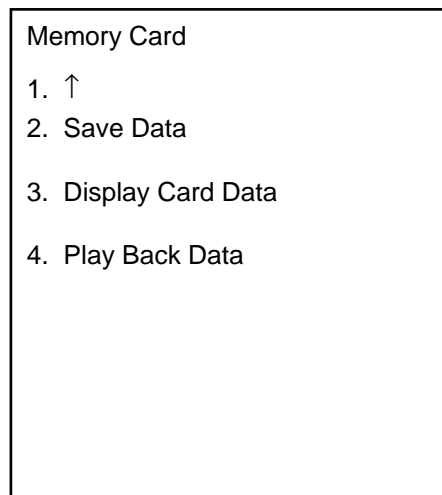 Memory Card
1. ↑
2. Save Data
3. Display Card Data
4. Play Back Data